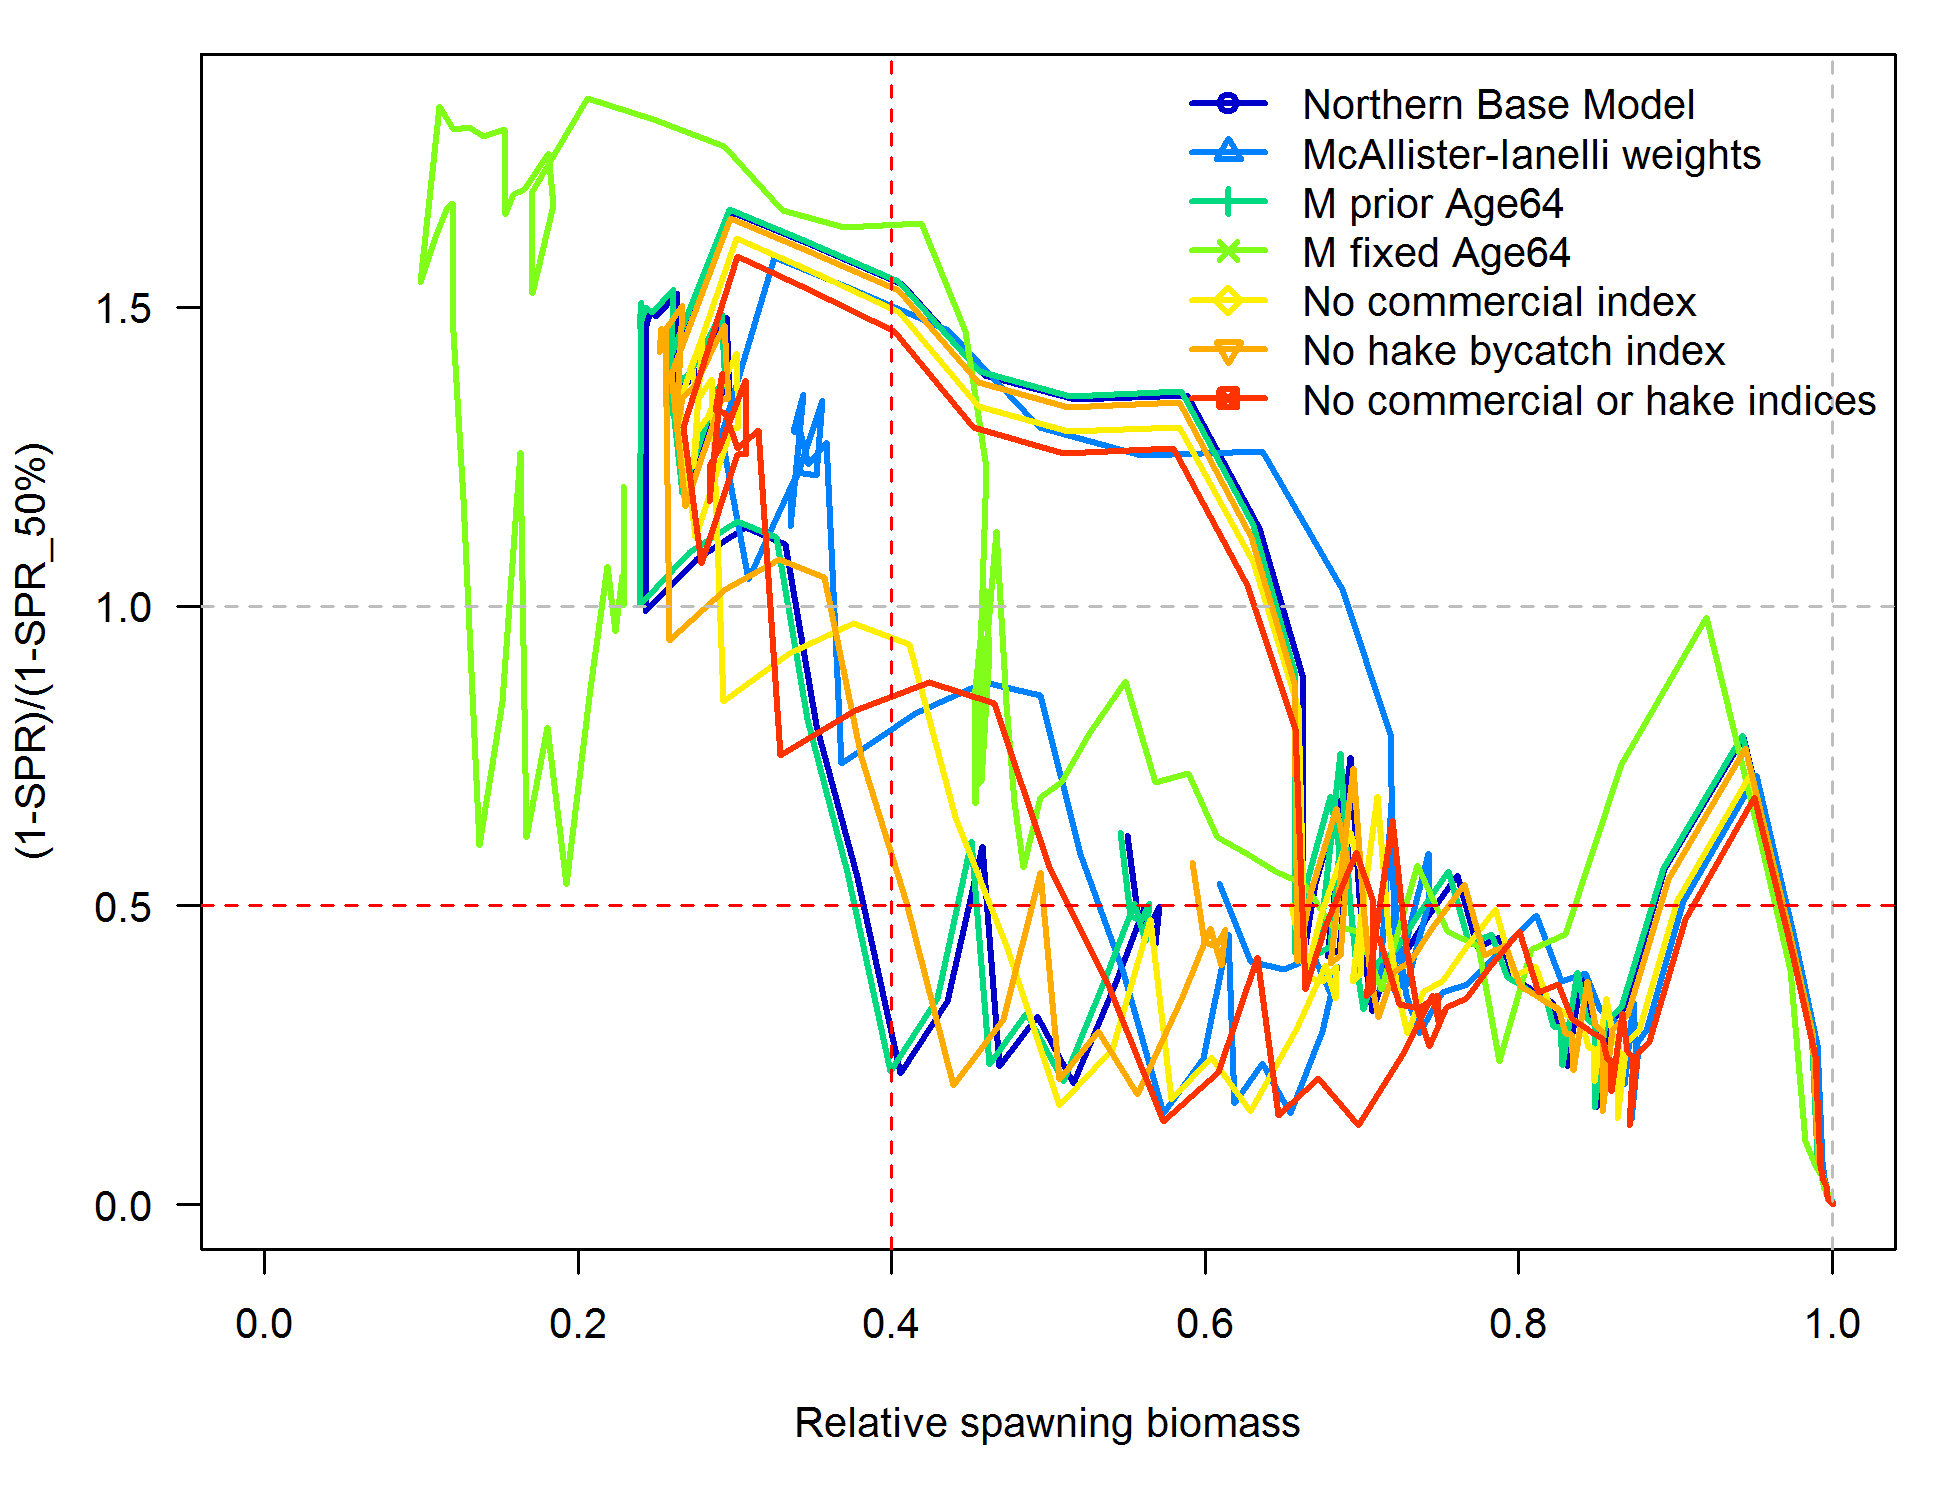 Northern Base Model
McAllister-Ianelli weights
M prior Age64
M fixed Age64
No commercial index
No hake bycatch index
No commercial or hake indices
(1-SPR)/(1-SPR_50%)
1.5
1.0
0.5
0.0
0.0 0.2 0.4 0.6 0.8 1.0
Relative spawning biomass